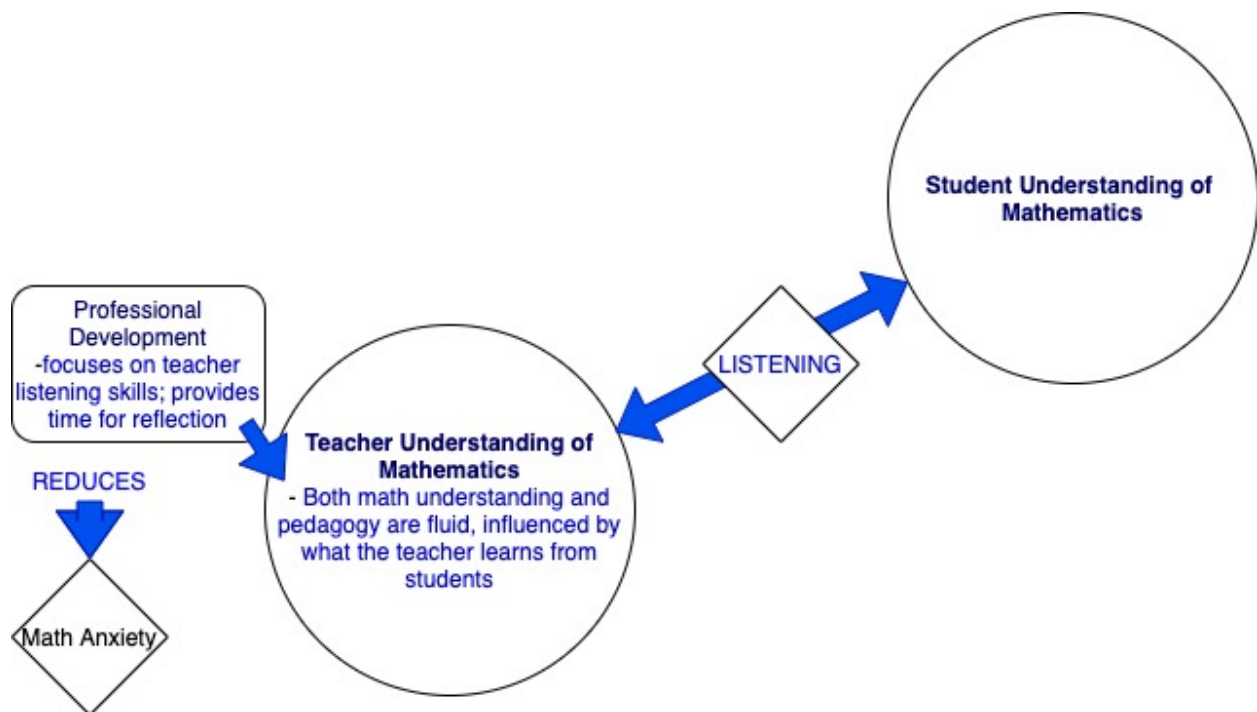 Student Understanding of
Mathematics
Professional
Development
-focuses on teacher
listening skills; provides
time for reflection
LISTENING
Teacher Understanding of
Mathematics
- Both math understanding and
pedagogy are fluid, influenced by
what the teacher learns from
students
REDUCES
Math Anxiety